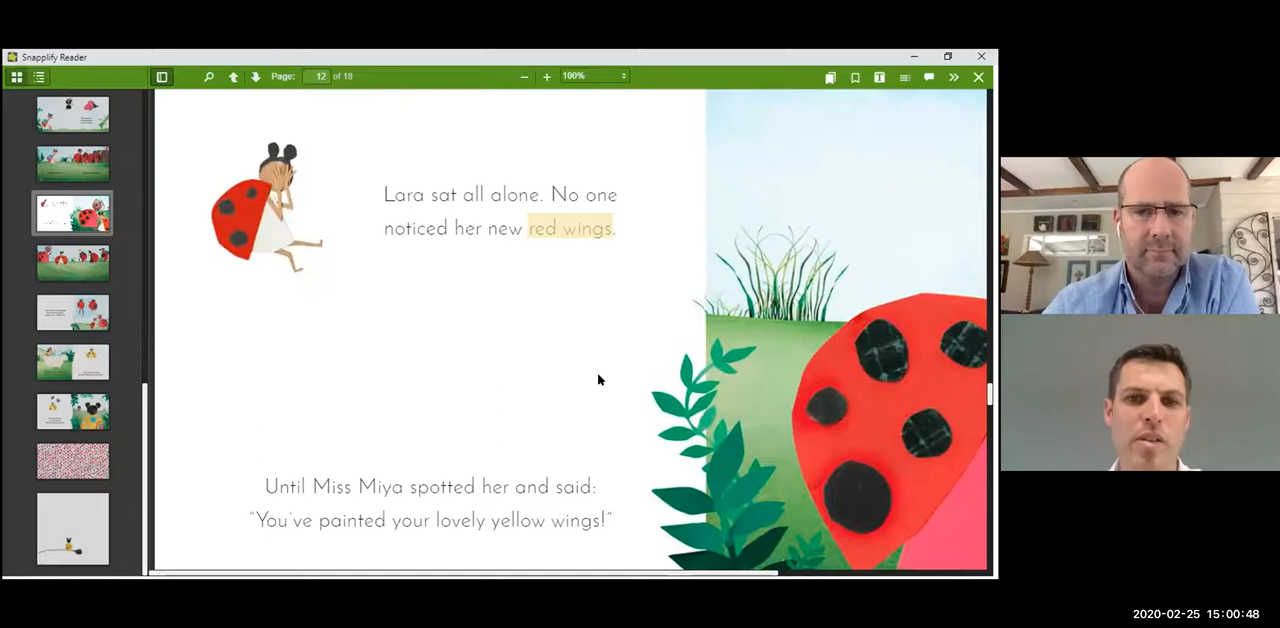 Snapplify Reader
Page: 12 of 18
100%
Lara sat all alone. No one
noticed her new red wings.
Until Miss Miya spotted her and said:
“You’ve painted your lovely yellow wings!”
2020-02-25 15:00:48